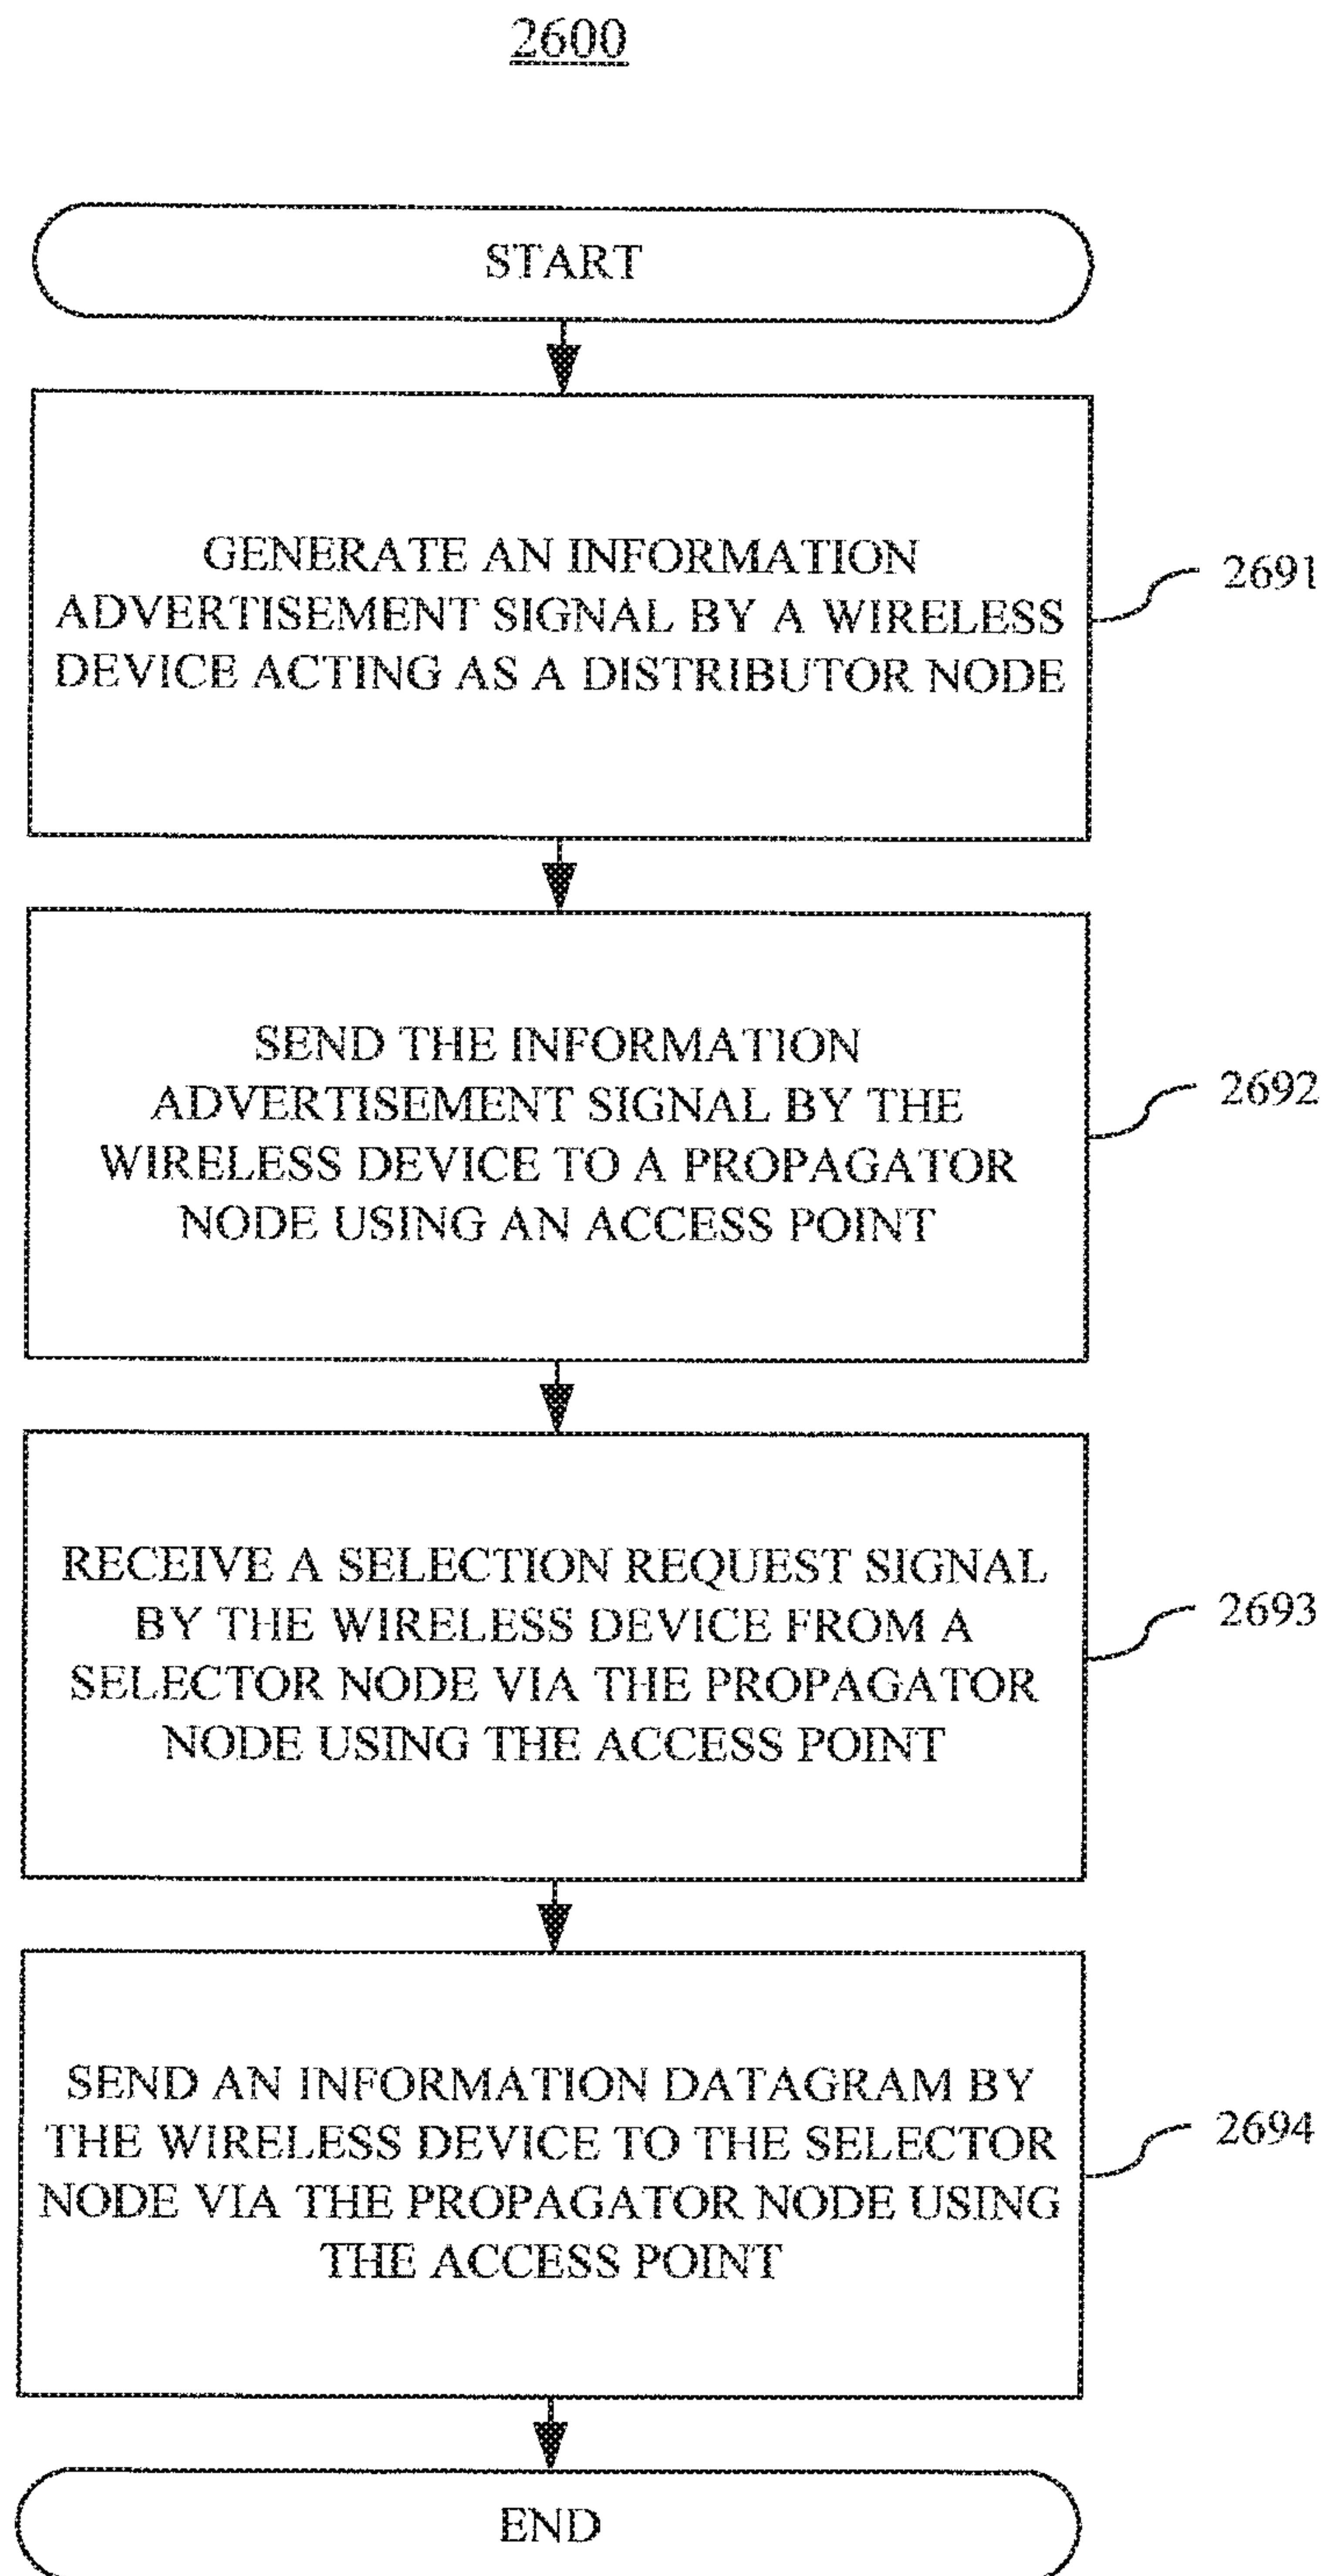 2600
START
GENERATE AN INFORMATION
ADVERTISEMENT SIGNAL BY A WIRELESS
DEVICE ACTING AS A DISTRIBUTOR NODE
2691
SEND THE INFORMATION
ADVERTISEMENT SIGNAL BY THE
WIRELESS DEVICE TO A PROPAGATOR
NODE USING AN ACCESS POINT
2692
RECEIVE A SELECTION REQUEST SIGNAL
BY THE WIRELESS DEVICE FROM A
SELECTOR NODE VIA THE PROPAGATOR
NODE USING THE ACCESS POINT
2693
SEND AN INFORMATION DATAGRAM BY
THE WIRELESS DEVICE TO THE SELECTOR
NODE VIA THE PROPAGATOR NODE USING
THE ACCESS POINT
2694
END